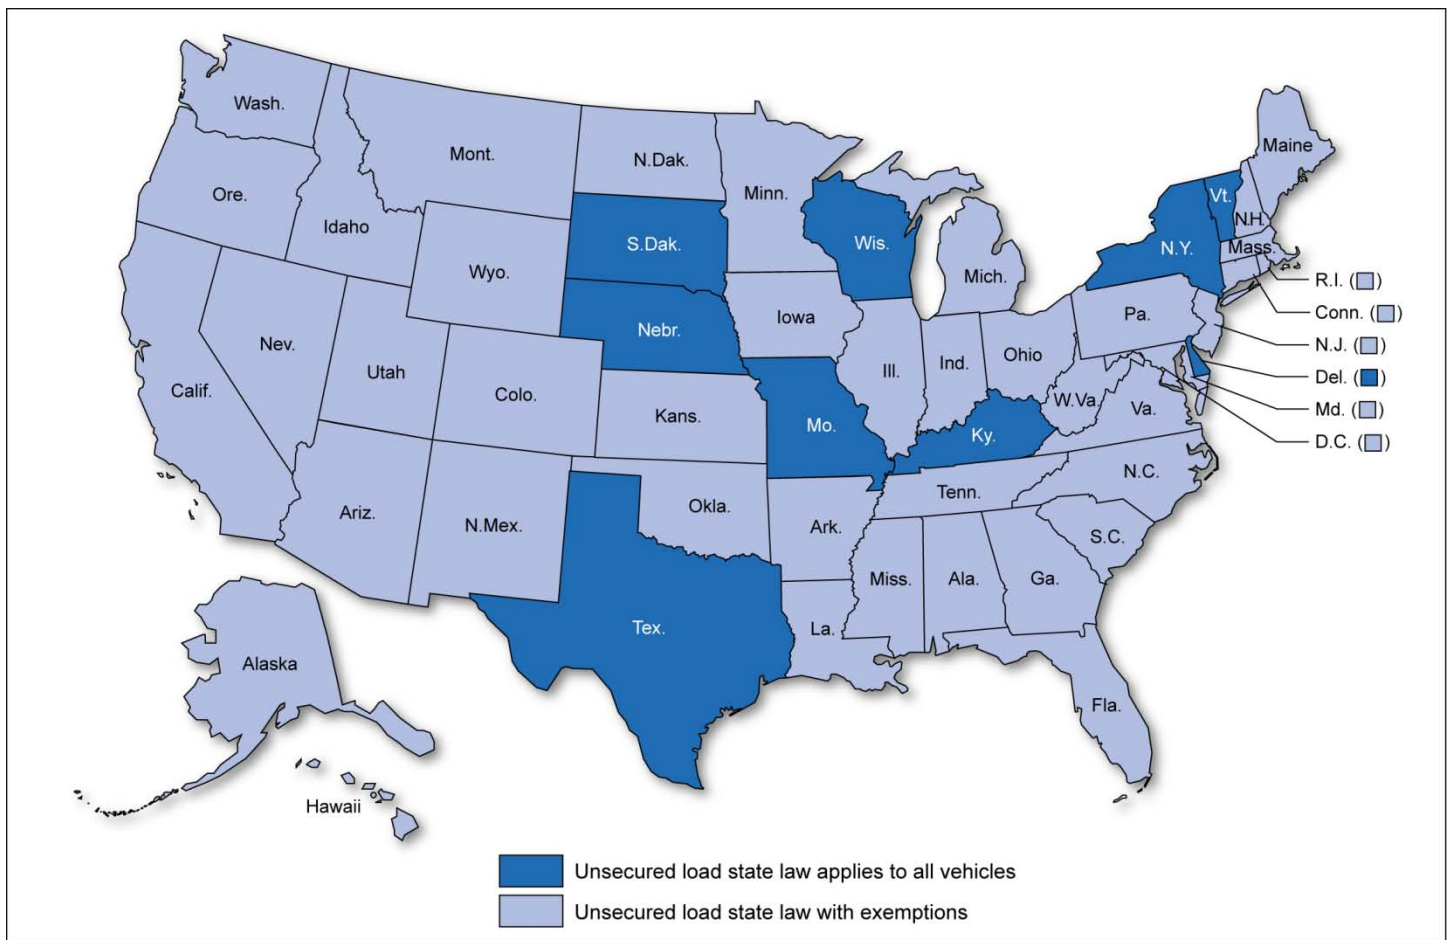 Wash.
Mont.
N.Dak.
Minn.
Maine
Ore.
Idaho
S.Dak.
Wis.
Vt.
N.H.
N.Y.
Mass.
Wyo.
Mich.
R.I. ( )
Conn. ( )
N.J. ( )
Del. ( )
Md. ( )
D.C. ( )
Iowa
Nebr.
Pa.
Nev.
Utah
Colo.
Ill.
Ind.
Ohio
Calif.
Kans.
Mo.
W.Va.
Va.
Ky.
N.C.
Tenn.
Ariz.
N.Mex.
Okla.
Ark.
S.C.
Miss.
Ala.
Ga.
Tex.
La.
Alaska
Fla.
Hawaii
Unsecured load state law applies to all vehicles
Unsecured load state law with exemptions